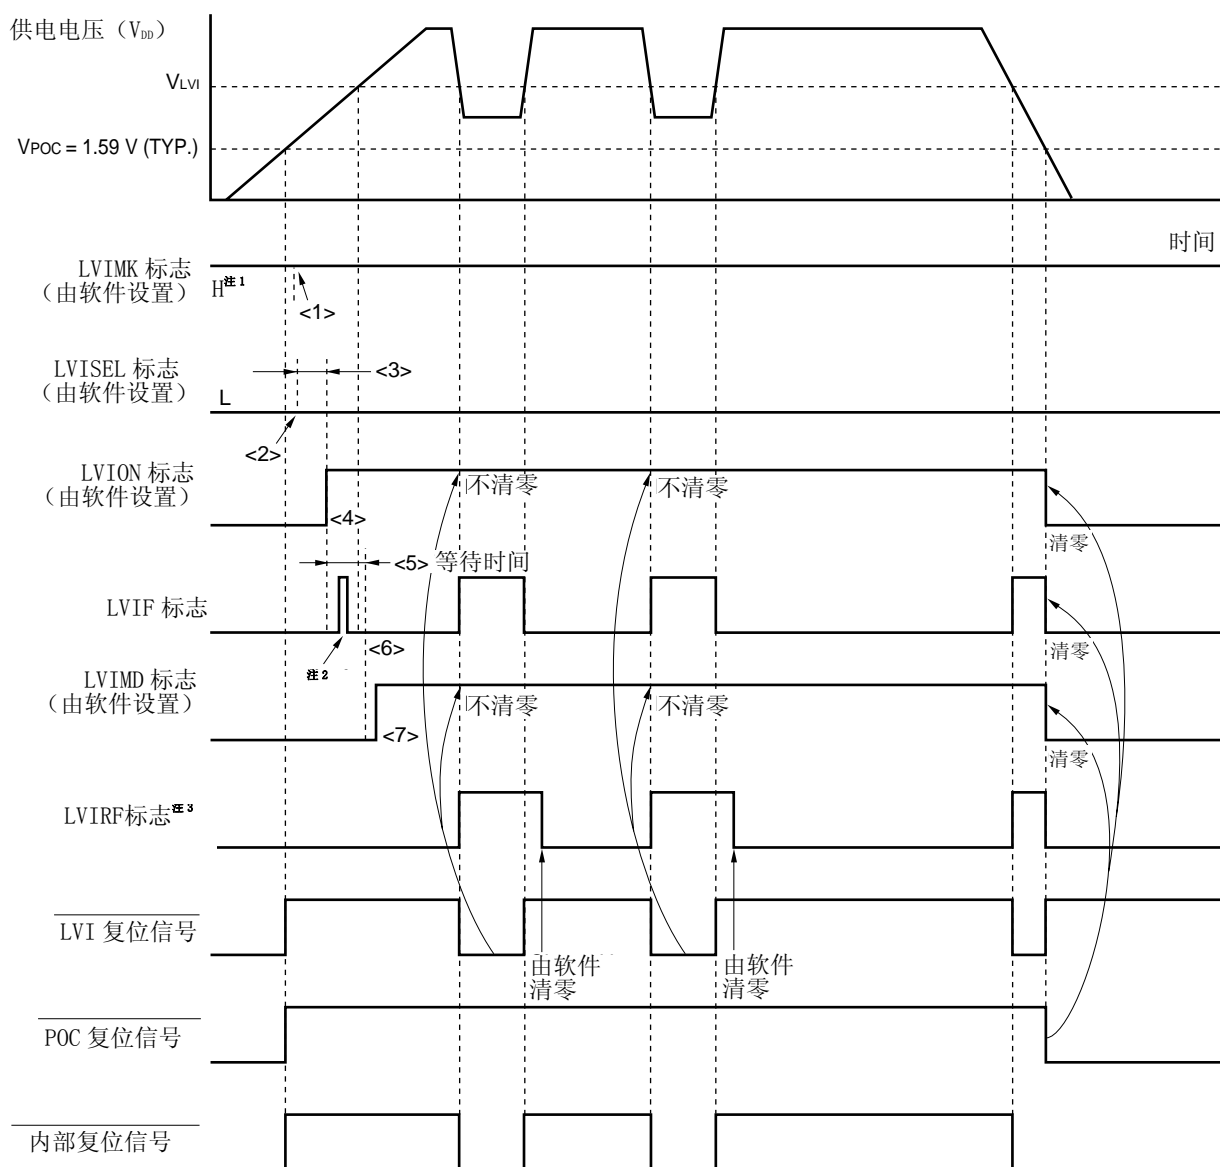 供电电压（VDD）
VLVI
VPOC = 1.59 V (TYP.)
时间
LVIMK 标志
（由软件设置）
H注1
<1>
LVISEL 标志
（由软件设置）
L
<3>
<2>
LVION 标志
（由软件设置）
不清零
不清零
<4>
清零
<5> 等待时间
LVIF 标志
注2
<6>
清零
LVIMD 标志
（由软件设置）
不清零
不清零
<7>
清零
LVIRF标志注3
LVI 复位信号
由软件
清零
由软件
清零
POC 复位信号
内部复位信号